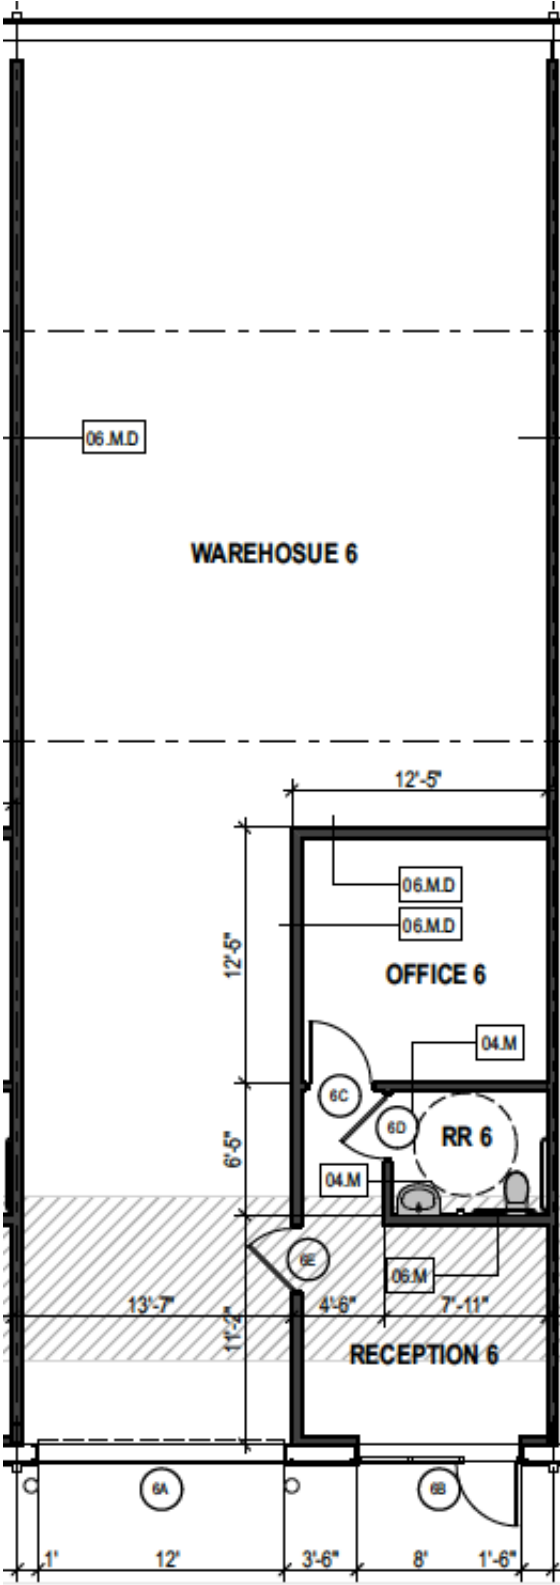 06.M.D
WAREHOSUE 6
12'-5"
06.M.D
06.M.D
12'-5"
OFFICE 6
04.M
6C
6D
RR 6
6'-5"
04.M
6E
06.M
13'-7"
4'-6"
7'-11"
11'-2"
RECEPTION 6
6A
6B
1'
12'
3'-6"
8'
1'-6"